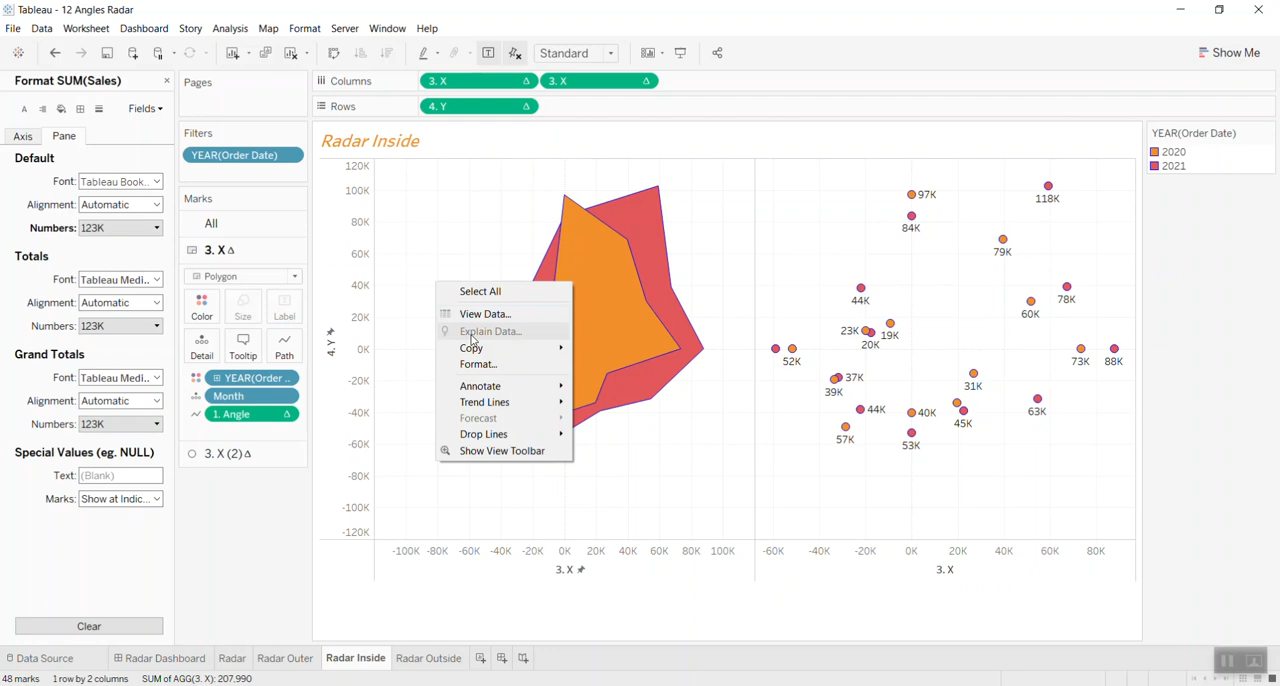 Tableau - 12 Angles Radar
File Data Worksheet Dashboard Story Analysis Map Format Server Window Help
Standard
Show Me
Format SUM(Sales) ×
Fields
Axis Pane
Default
Font: Tableau Book..
Alignment: Automatic
Numbers: 123K
Totals
Font: Tableau Medi..
Alignment: Automatic
Numbers: 123K
Grand Totals
Font: Tableau Medi..
Alignment: Automatic
Numbers: 123K
Special Values (eg. NULL)
Text: (Blank)
Marks: Show at Indic...
Clear
Pages
Filters
YEAR(Order Date)
Marks
All
3. X Δ
Polygon
Color Size Label
Detail Tooltip Path
YEAR(Order ..
Month
1. Angle Δ
3. X (2) Δ
Columns 3. X Δ 3. X Δ
Rows 4. Y Δ
Radar Inside
120K
100K
80K
60K
40K
20K
0K
-20K
-40K
-60K
-80K
-100K
-120K
4. Y
-100K -80K -60K -40K -20K 0K 20K 40K 60K 80K 100K
3. X
Select All
View Data...
Explain Data...
Copy
Format...
Annotate
Trend Lines
Forecast
Drop Lines
Show View Toolbar
97K
118K
84K
79K
44K
78K
60K
23K
19K
20K
52K
73K
88K
37K
31K
39K
44K
40K
63K
45K
57K
53K
-60K -40K -20K 0K 20K 40K 60K 80K
3. X
YEAR(Order Date)
2020
2021
Data Source Radar Dashboard Radar Radar Outer Radar Inside Radar Outside
48 marks 1 row by 2 columns SUM of AGG(3. X): 207.990